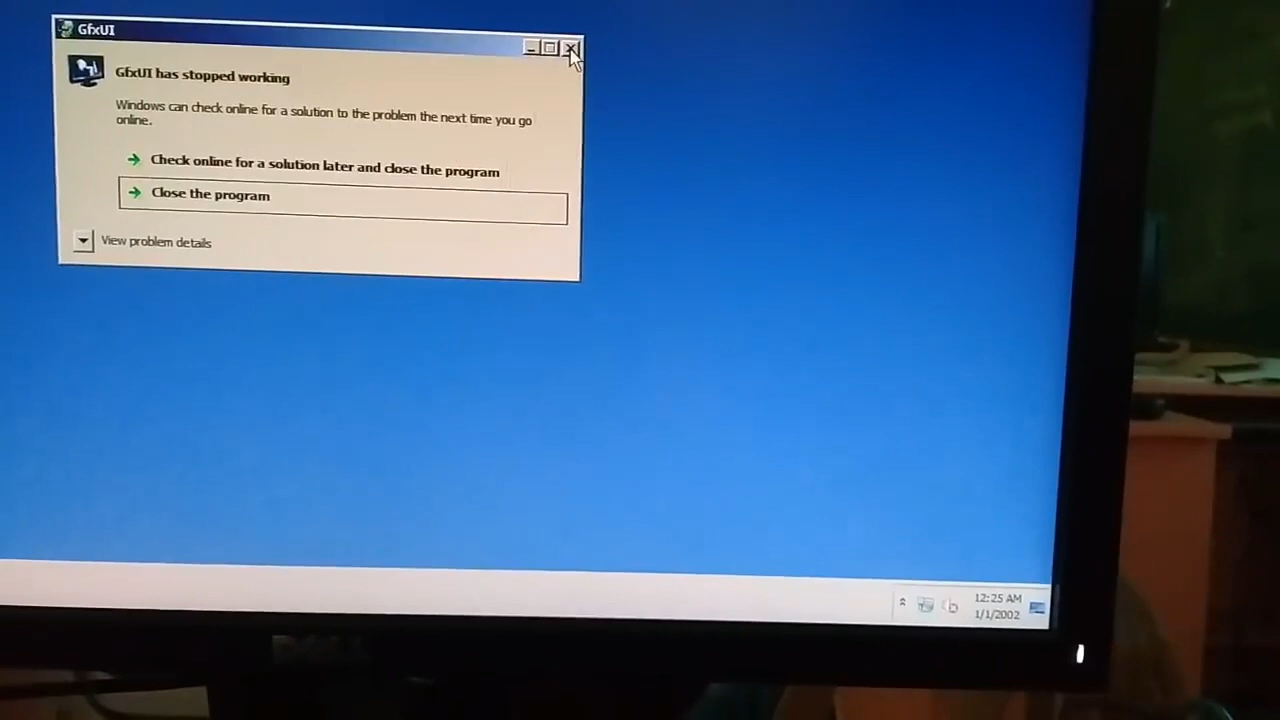 GfxUI
GfxUI has stopped working
Windows can check online for a solution to the problem the next time you go
online.
Check online for a solution later and close the program
Close the program
View problem details
12:25 AM
1/1/2002